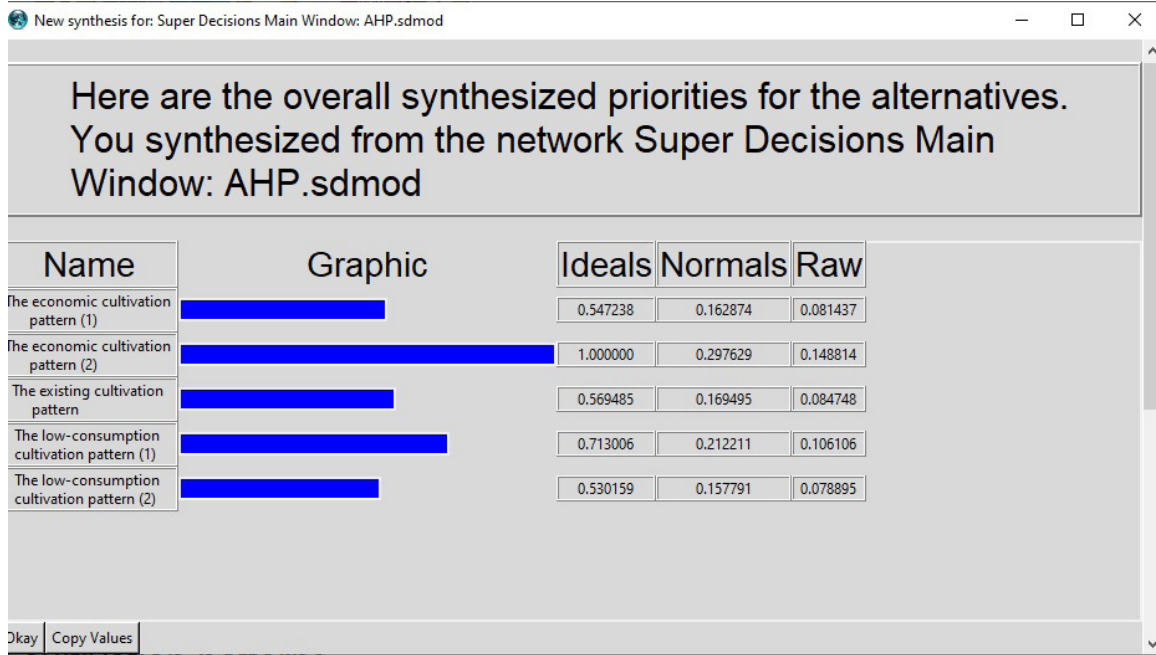 New synthesis for: Super Decisions Main Window: AHP.sdmod
Here are the overall synthesized priorities for the alternatives.
You synthesized from the network Super Decisions Main
Window: AHP.sdmod
Name Graphic Ideals Normals Raw
The economic cultivation
pattern (1)
0.547238 0.162874 0.081437
The economic cultivation
pattern (2)
1.000000 0.297629 0.148814
The existing cultivation
pattern
0.569485 0.169495 0.084748
The low-consumption
cultivation pattern (1)
0.713006 0.212211 0.106106
The low-consumption
cultivation pattern (2)
0.530159 0.157791 0.078895
Okay Copy Values